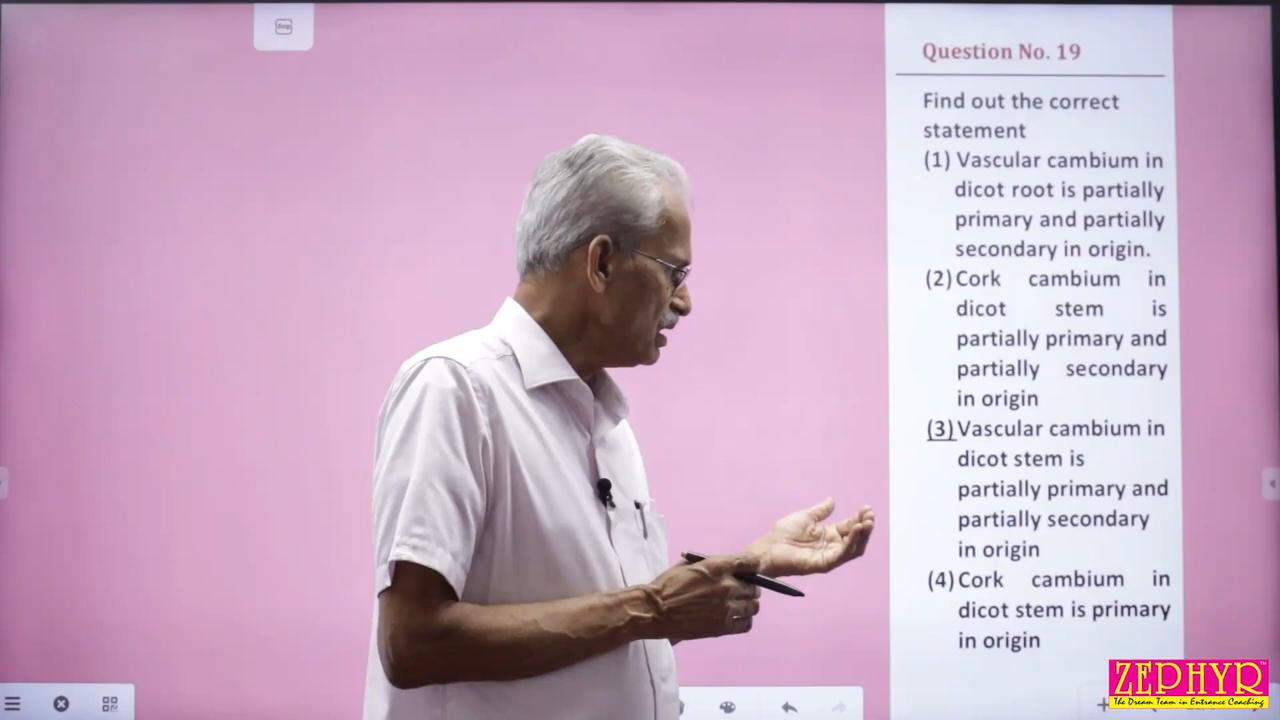 Question No. 19
Find out the correct
statement
(1) Vascular cambium in
dicot root is partially
primary and partially
secondary in origin.
(2) Cork cambium in
dicot stem is
partially primary and
partially secondary
in origin
(3) Vascular cambium in
dicot stem is
partially primary and
partially secondary
in origin
(4) Cork cambium in
dicot stem is primary
in origin
ZEPHYR™
The Dream Team in Entrance Coaching